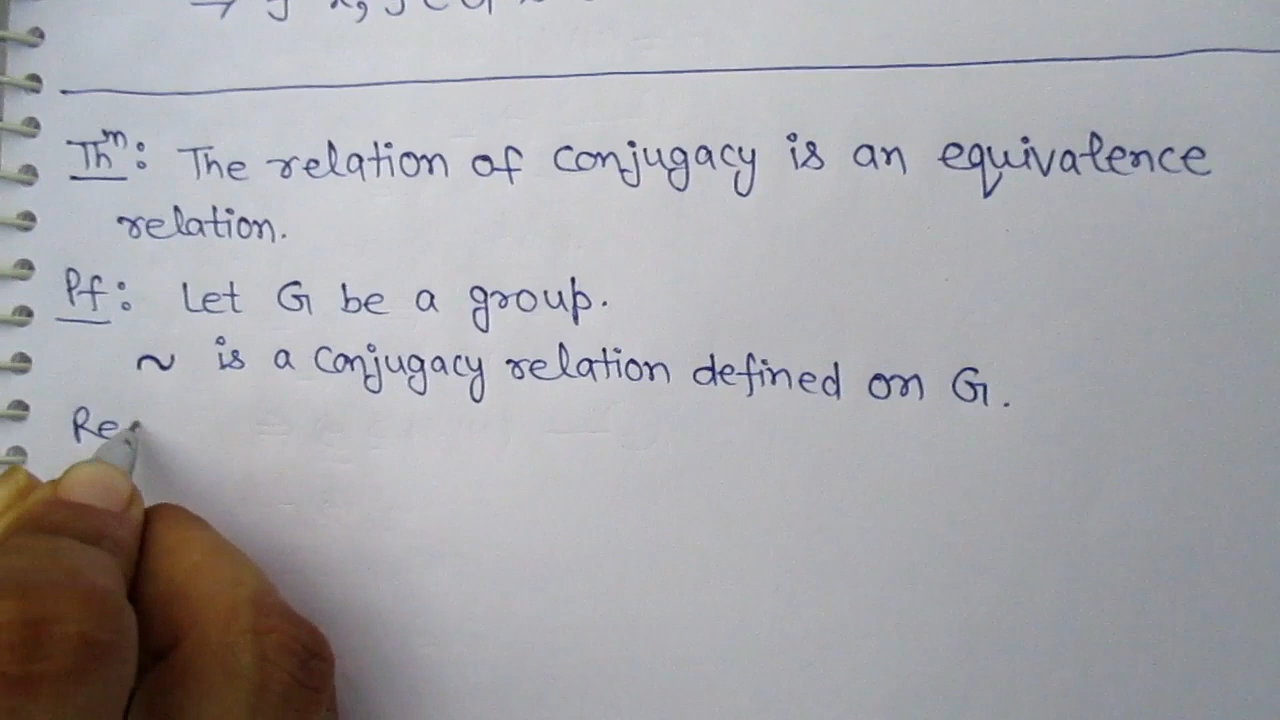 Thm: The relation of conjugacy is an equivalence
relation.
Pf: Let G be a group.
~ is a conjugacy relation defined on G.
Re